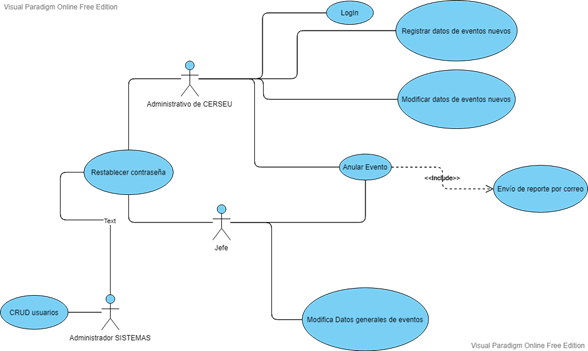 Visual Paradigm Online Free Edition
Login
Registrar datos de eventos nuevos
Administrativo de CERSEU
Modificar datos de eventos nuevos
Restablecer contraseña
Anular Evento
<<Include>>
Envío de reporte por correo
Text
Jefe
CRUD usuarios
Administrador SISTEMAS
Modifica Datos generales de eventos
Visual Paradigm Online Free Edition